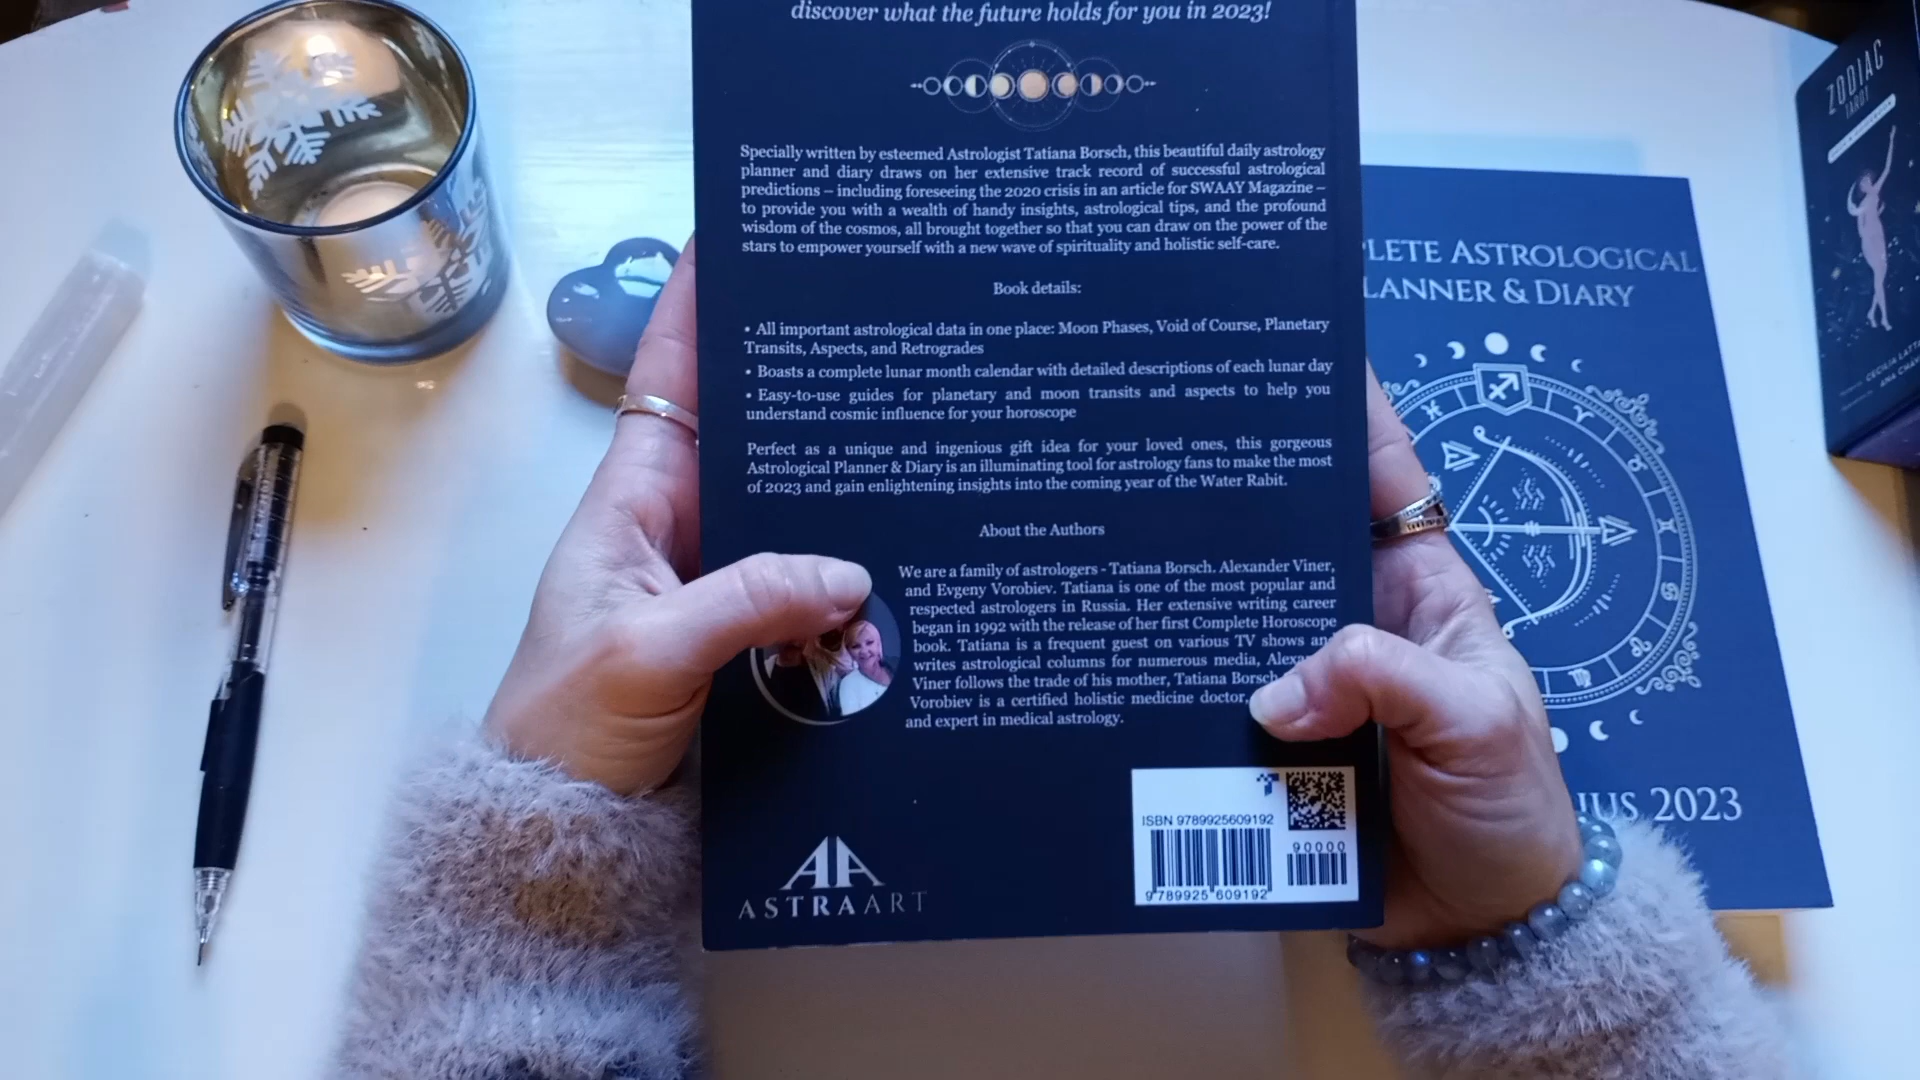 discover what the future holds for you in 2023!
Specially written by esteemed Astrologist Tatiana Borsch, this beautiful daily astrology
planner and diary draws on her extensive track record of successful astrological
predictions – including foreseeing the 2020 crisis in an article for SWAAY Magazine –
to provide you with a wealth of handy insights, astrological tips, and the profound
wisdom of the cosmos, all brought together so that you can draw on the power of the
stars to empower yourself with a new wave of spirituality and holistic self-care.
Book details:
• All important astrological data in one place: Moon Phases, Void of Course, Planetary
Transits, Aspects, and Retrogrades
• Boasts a complete lunar month calendar with detailed descriptions of each lunar day
• Easy-to-use guides for planetary and moon transits and aspects to help you
understand cosmic influence for your horoscope
Perfect as a unique and ingenious gift idea for your loved ones, this gorgeous
Astrological Planner & Diary is an illuminating tool for astrology fans to make the most
of 2023 and gain enlightening insights into the coming year of the Water Rabit.
About the Authors
We are a family of astrologers - Tatiana Borsch. Alexander Viner,
and Evgeny Vorobiev. Tatiana is one of the most popular and
respected astrologers in Russia. Her extensive writing career
began in 1992 with the release of her first Complete Horoscope
book. Tatiana is a frequent guest on various TV shows and
writes astrological columns for numerous media, Alexa
Viner follows the trade of his mother, Tatiana Borsch
Vorobiev is a certified holistic medicine doctor,
and expert in medical astrology.
AA
ASTRAART
ISBN 9789925609192
90000
9 789925 609192
LETE ASTROLOGICAL
LANNER & DIARY
IUS 2023
ZODIAC
TAROT
CECILIA LATTA
ANA CHAV